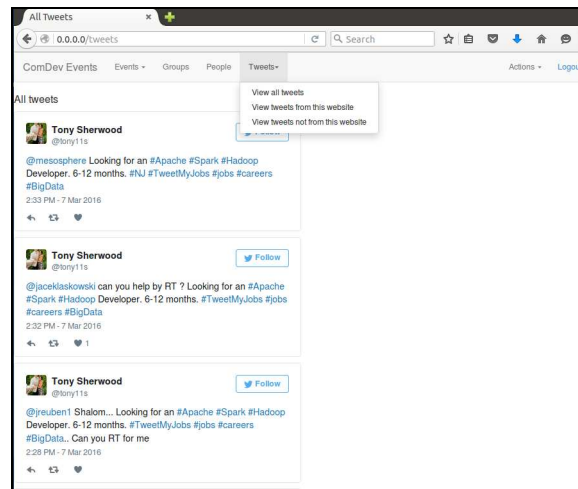 All Tweets
0.0.0.0/tweets
Search
ComDev Events Events Groups People Tweets Actions
View all tweets
View tweets from this website
View tweets not from this website
All tweets
Tony Sherwood
@tony11s
@mesosphere Looking for an #Apache #Spark #Hadoop
Developer. 6-12 months. #NJ #TweetMyJobs #jobs #careers
#BigData
2:33 PM - 7 Mar 2016
Tony Sherwood
Follow
@tony11s
@jaceklaskowski can you help by RT ? Looking for an #Apache
#Spark #Hadoop Developer. 6-12 months. #TweetMyJobs #jobs
#careers #BigData
2:32 PM - 7 Mar 2016
1
Tony Sherwood
Follow
@tony11s
@jreuben1 Shalom... Looking for an #Apache #Spark #Hadoop
Developer. 6-12 months. #TweetMyJobs #jobs #careers
#BigData.. Can you RT for me
2:28 PM - 7 Mar 2016